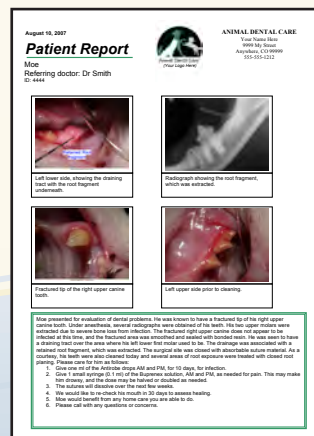 August 10, 2007
Patient Report
Moe
Referring doctor: Dr Smith
ID: 4444
Animal Dental Care
(Your Logo Here)
ANIMAL DENTAL CARE
Your Name Here
9999 My Street
Anywhere, CO 99999
555-555-1212
Left lower side, showing the draining
tract with the root fragment
underneath.
Radiograph showing the root fragment,
which was extracted.
Fractured tip of the right upper canine
tooth.
Left upper side prior to cleaning.
Moe presented for evaluation of dental problems. He was known to have a fractured tip of his right upper
canine tooth. Under anesthesia, several radiographs were obtained of his teeth. His two upper molars were
extracted due to severe bone loss from infection. The fractured right upper canine does not appear to be
infected at this time, and the fractured area was smoothed and sealed with bonded resin. He was seen to have
a draining tract over the area where his left lower first molar used to be. The drainage was associated with a
retained root fragment, which was extracted. The surgical site was closed with absorbable suture material. As a
courtesy, his teeth were also cleaned today and several areas of root exposure were treated with closed root
planing. Please care for him as follows:
1. Give one ml of the Antirobe drops AM and PM, for 10 days, for infection.
2. Give 1 small syringe (0.1 ml) of the Buprenex solution, AM and PM, as needed for pain. This may make
him drowsy, and the dose may be halved or doubled as needed.
3. The sutures will dissolve over the next few weeks.
4. We would like to re-check his mouth in 30 days to assess healing.
5. Moe would benefit from any home care you are able to do.
6. Please call with any questions or concerns.